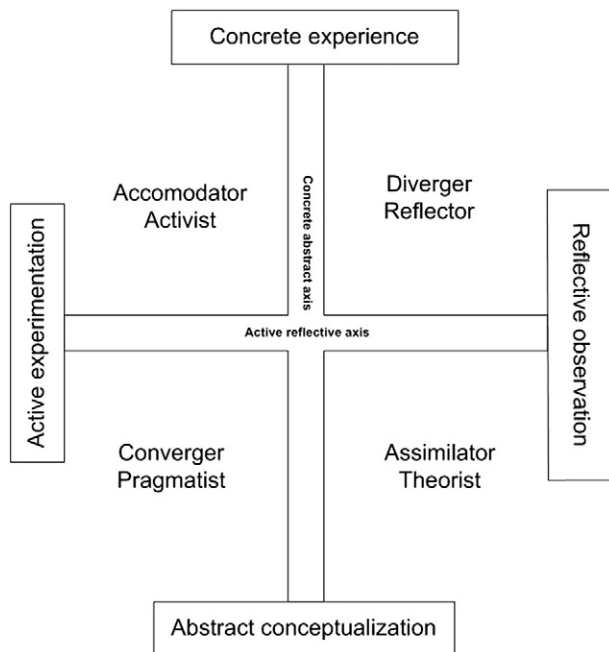 Concrete experience
Accomodator
Activist
Concrete abstract axis
Diverger
Reflector
Active experimentation
Active reflective axis
Reflective observation
Converger
Pragmatist
Assimilator
Theorist
Abstract conceptualization